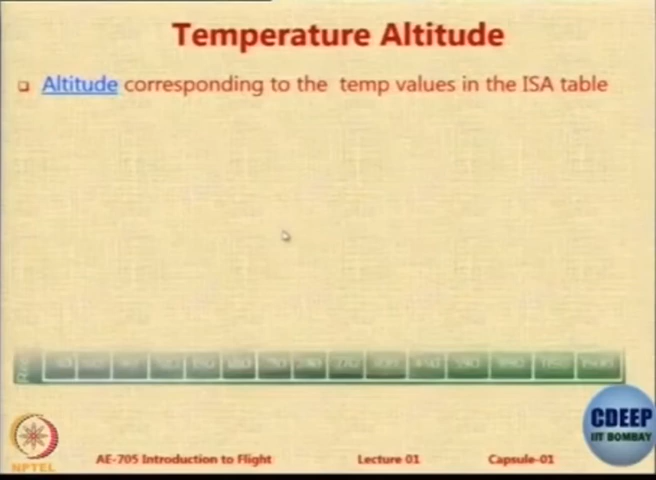 Temperature Altitude
Altitude corresponding to the temp values in the ISA table
CDEEP
IIT BOMBAY
NPTEL
AE-705 Introduction to Flight
Lecture 01
Capsule-01